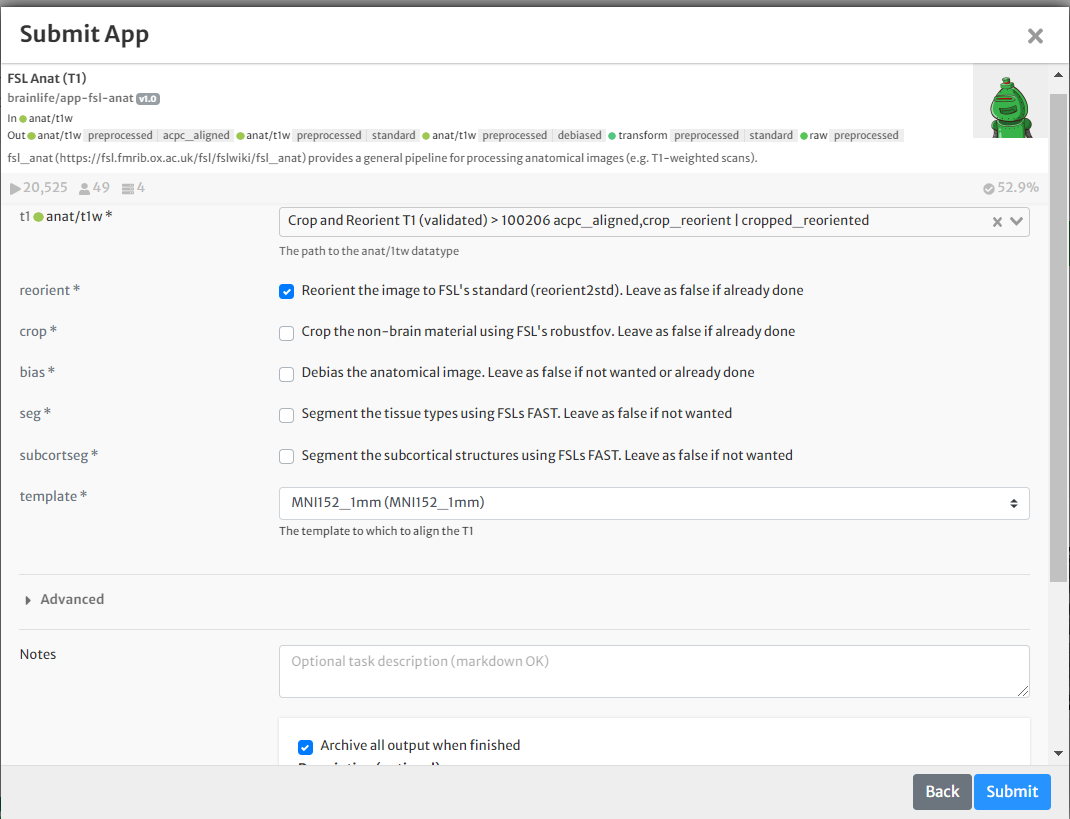 Submit App
FSL Anat (T1)
brainlife/app-fsl-anat v1.0
In anat/t1w
Out anat/t1w preprocessed acpc_aligned anat/t1w preprocessed standard anat/t1w preprocessed debiased transform preprocessed standard raw preprocessed
fsl_anat (https://fsl.fmrib.ox.ac.uk/fsl/fslwiki/fsl_anat) provides a general pipeline for processing anatomical images (e.g. T1-weighted scans).
20,525 49 4 52.9%
t1 anat/t1w * Crop and Reorient T1 (validated) > 100206 acpc_aligned,crop_reorient | cropped_reoriented
The path to the anat/1tw datatype
reorient * Reorient the image to FSL's standard (reorient2std). Leave as false if already done
crop * Crop the non-brain material using FSL's robustfov. Leave as false if already done
bias * Debias the anatomical image. Leave as false if not wanted or already done
seg * Segment the tissue types using FSLs FAST. Leave as false if not wanted
subcortseg * Segment the subcortical structures using FSLs FAST. Leave as false if not wanted
template * MNI152_1mm (MNI152_1mm)
The template to which to align the T1
Advanced
Notes Optional task description (markdown OK)
Archive all output when finished
Back Submit